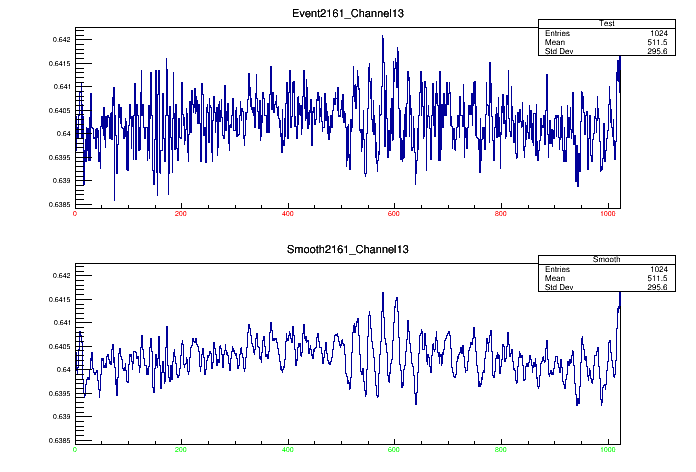 Event2161_Channel13
Test
Entries 1024
Mean 511.5
Std Dev 295.6
0.642
0.6415
0.641
0.6405
0.64
0.6395
0.639
0.6385
0 200 400 600 800 1000
Smooth2161_Channel13
Smooth
Entries 1024
Mean 511.5
Std Dev 295.6
0.642
0.6415
0.641
0.6405
0.64
0.6395
0.639
0.6385
0 200 400 600 800 1000